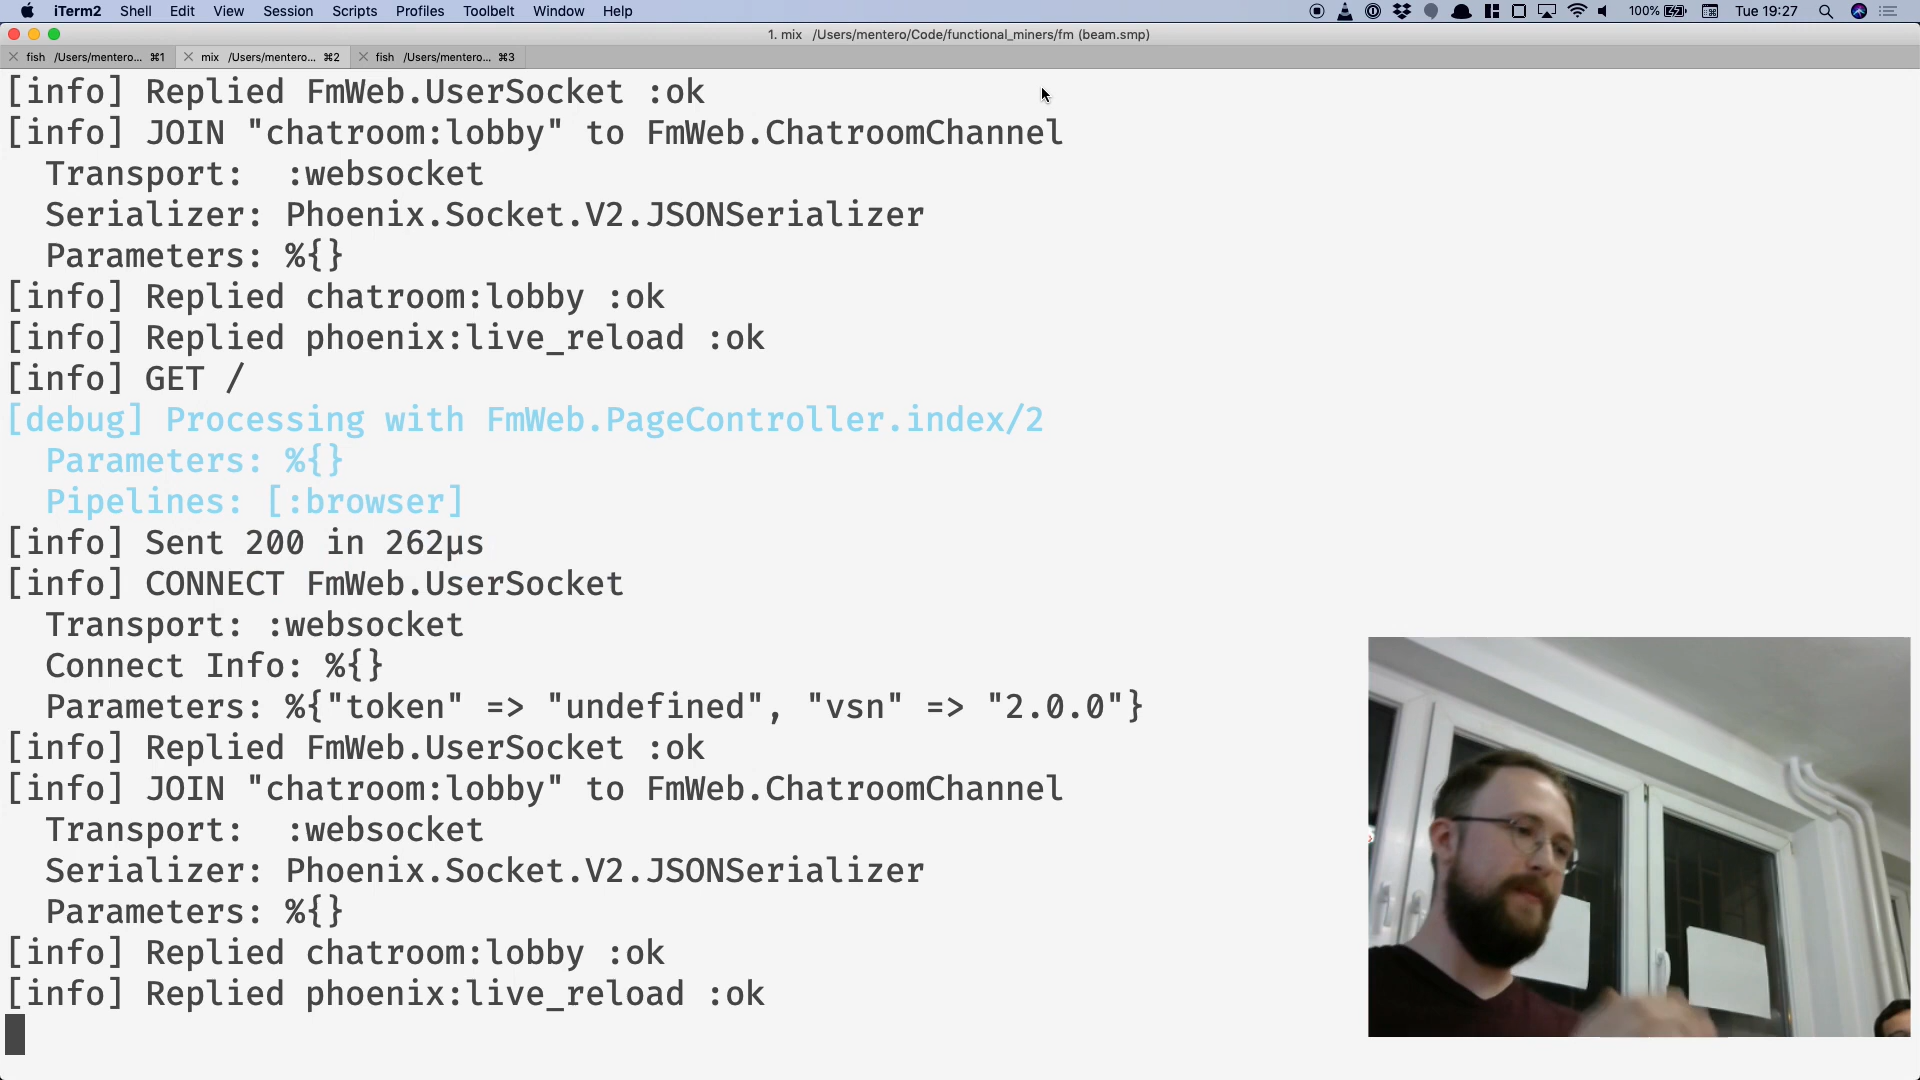 iTerm2 Shell Edit View Session Scripts Profiles Toolbelt Window Help 100% Tue 19:27
1. mix /Users/mentero/Code/functional_miners/fm (beam.smp)
fish /Users/mentero... ⌘1 mix /Users/mentero... ⌘2 fish /Users/mentero... ⌘3
[info] Replied FmWeb.UserSocket :ok
[info] JOIN "chatroom:lobby" to FmWeb.ChatroomChannel
Transport:  :websocket
Serializer: Phoenix.Socket.V2.JSONSerializer
Parameters: %{}
[info] Replied chatroom:lobby :ok
[info] Replied phoenix:live_reload :ok
[info] GET /
[debug] Processing with FmWeb.PageController.index/2
Parameters: %{}
Pipelines: [:browser]
[info] Sent 200 in 262µs
[info] CONNECT FmWeb.UserSocket
Transport: :websocket
Connect Info: %{}
Parameters: %{"token" => "undefined", "vsn" => "2.0.0"}
[info] Replied FmWeb.UserSocket :ok
[info] JOIN "chatroom:lobby" to FmWeb.ChatroomChannel
Transport:  :websocket
Serializer: Phoenix.Socket.V2.JSONSerializer
Parameters: %{}
[info] Replied chatroom:lobby :ok
[info] Replied phoenix:live_reload :ok